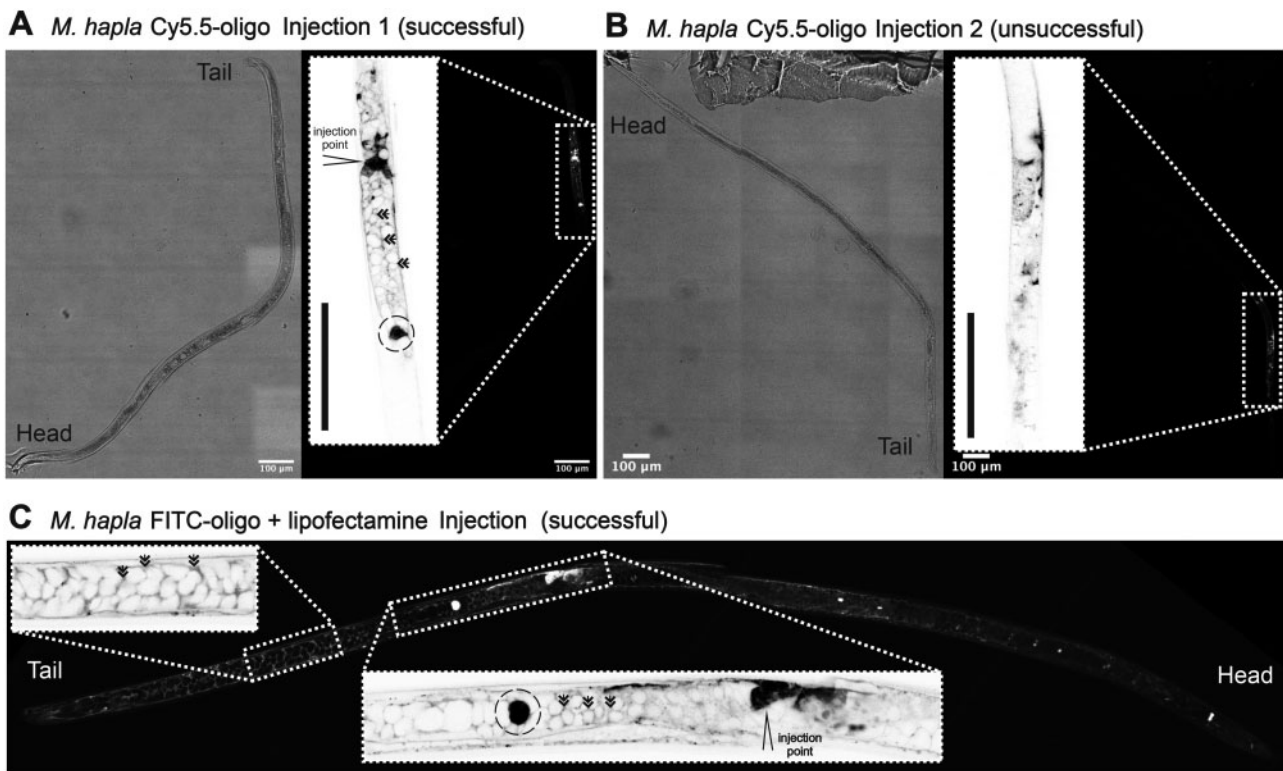 A M. hapla Cy5.5-oligo Injection 1 (successful)
Tail
injection
point
Head
100 µm
100 µm
B M. hapla Cy5.5-oligo Injection 2 (unsuccessful)
Head
Tail
100 µm
100 µm
C M. hapla FITC-oligo + lipofectamine Injection (successful)
Tail
Head
injection
point